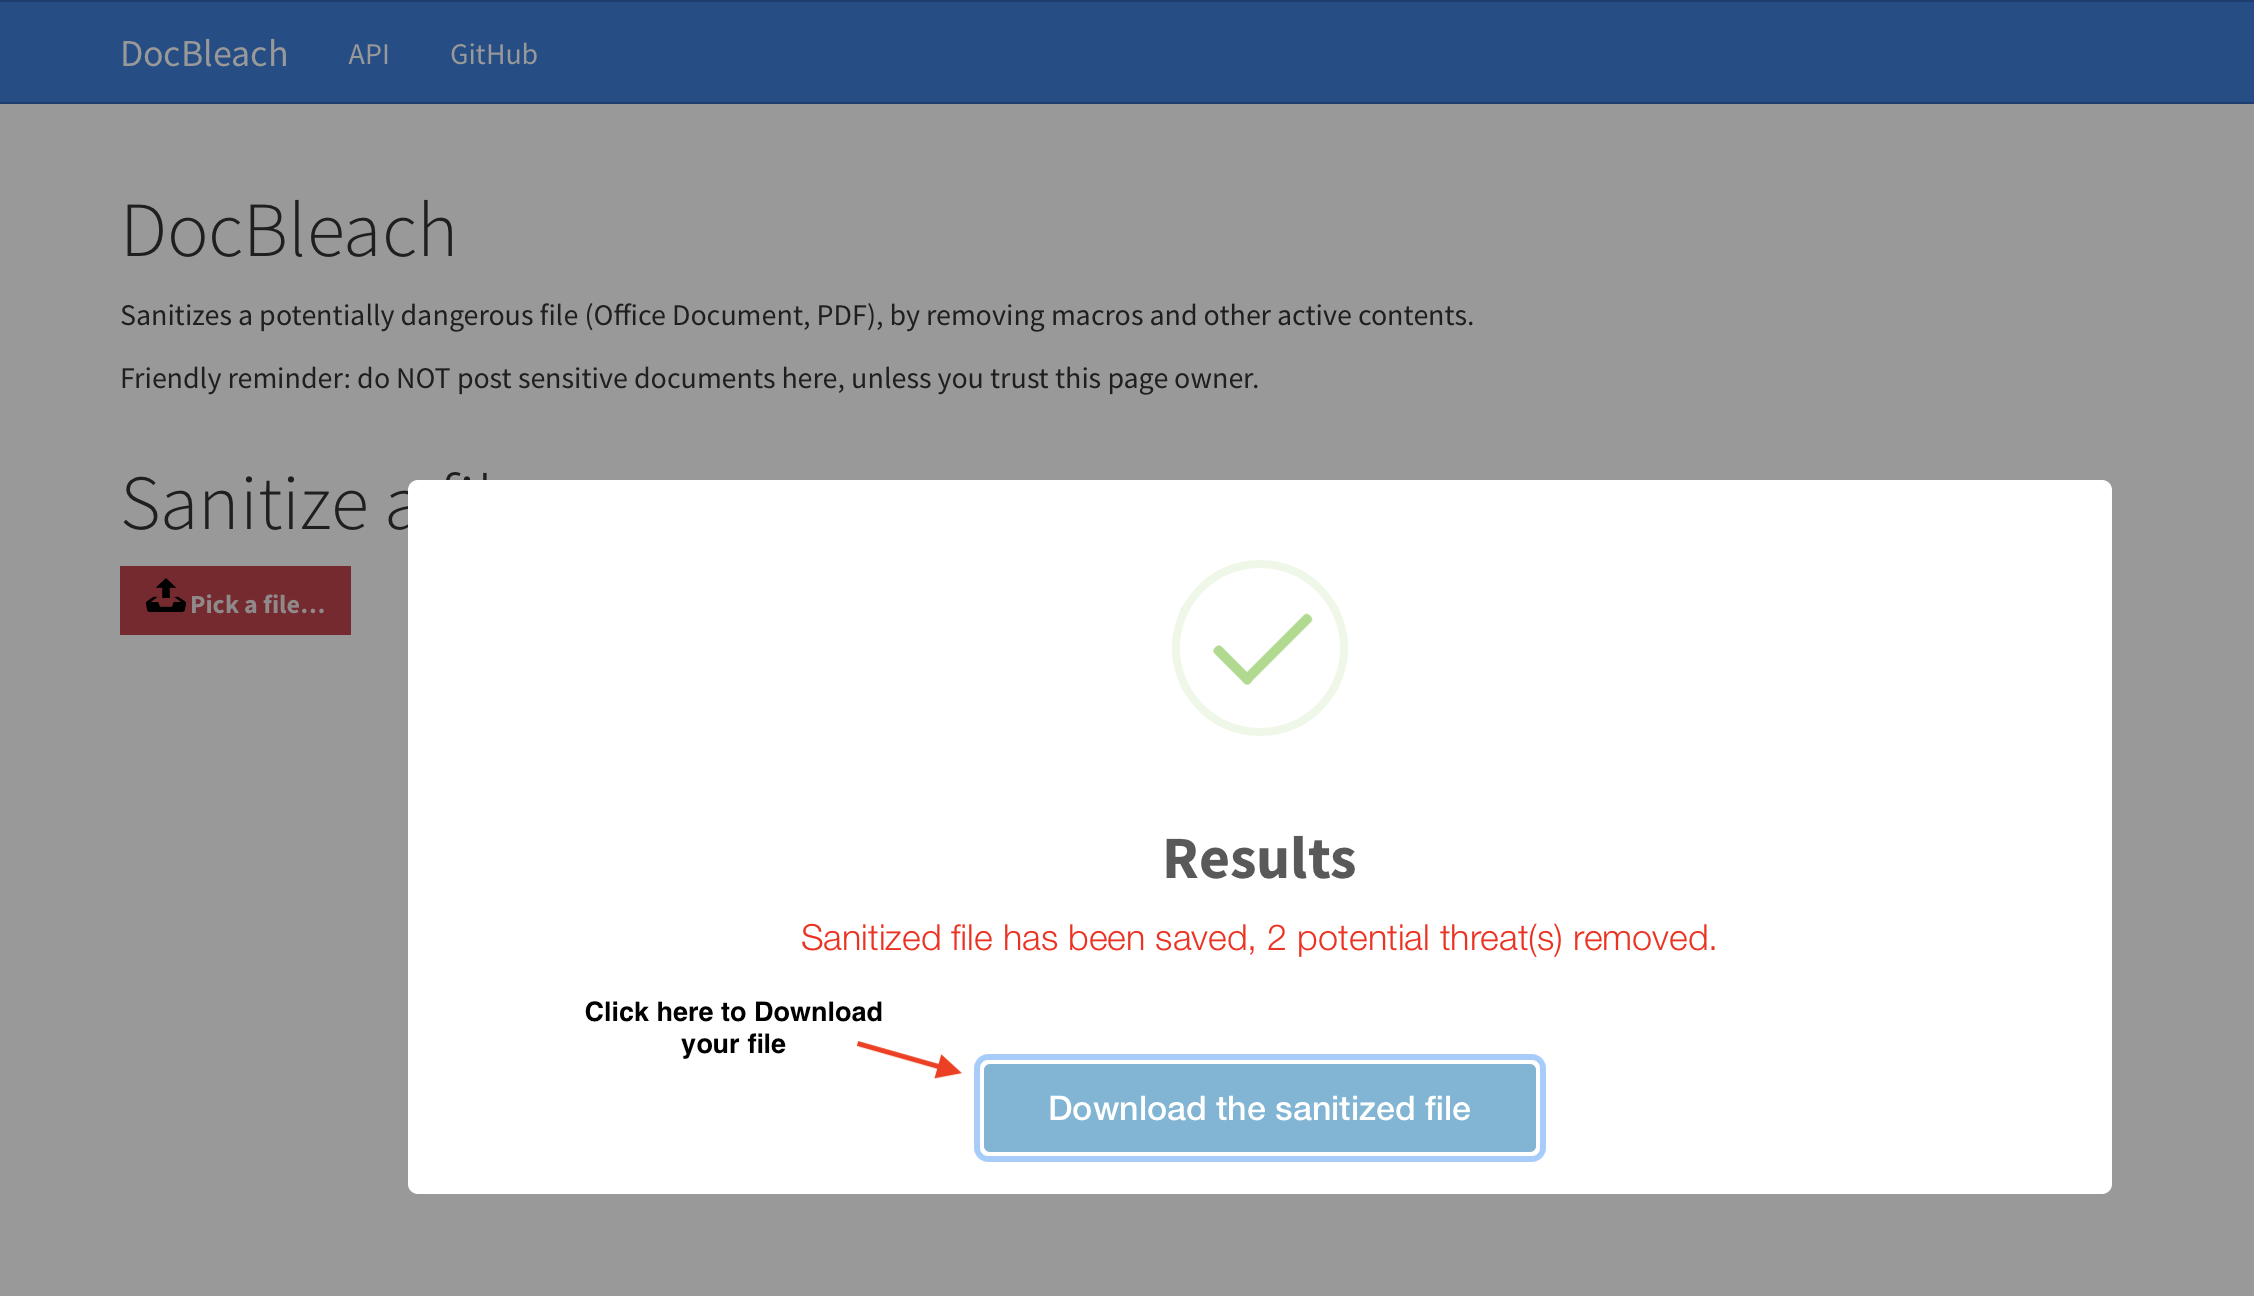 DocBleach API GitHub
DocBleach
Sanitizes a potentially dangerous file (Office Document, PDF), by removing macros and other active contents.
Friendly reminder: do NOT post sensitive documents here, unless you trust this page owner.
Sanitize a
Pick a file...
Results
Sanitized file has been saved, 2 potential threat(s) removed.
Click here to Download
your file
Download the sanitized file